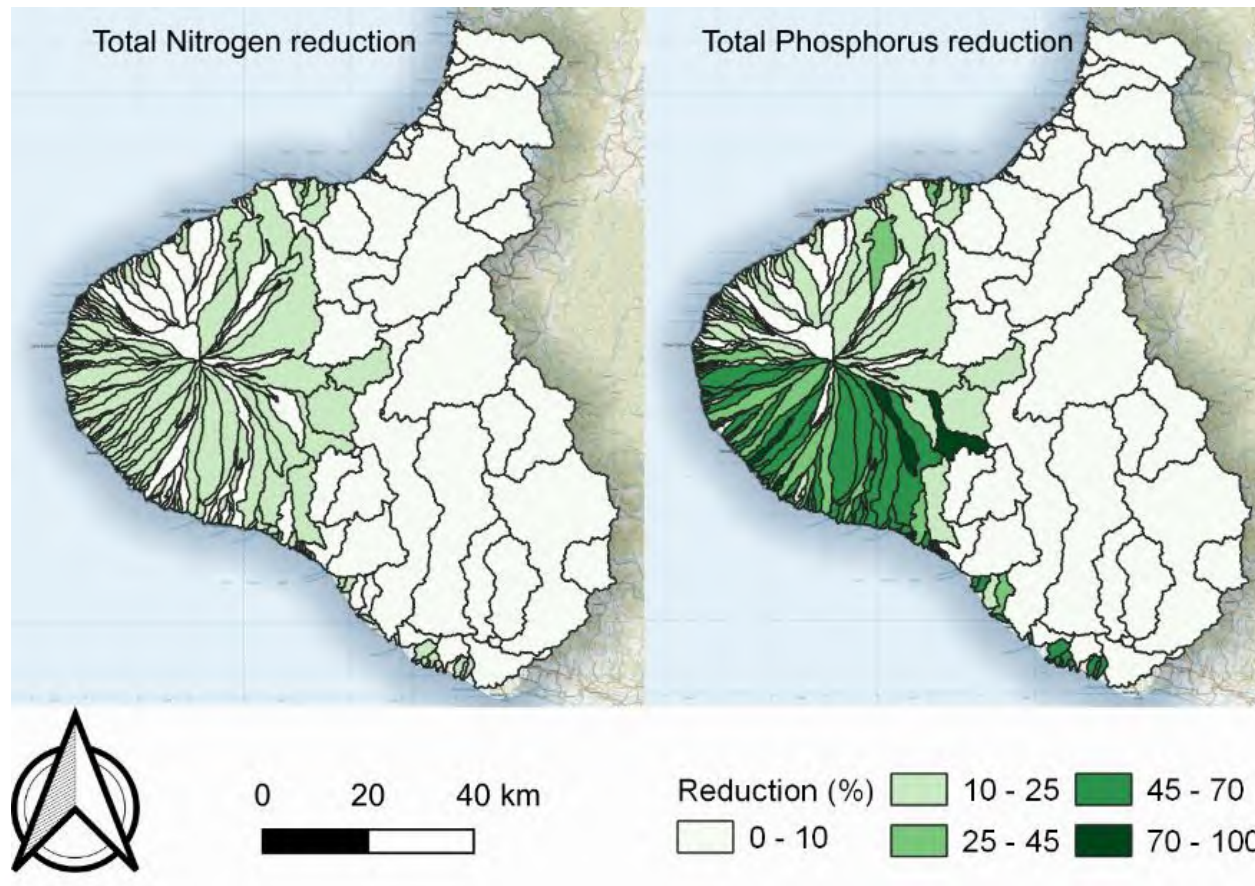 Total Nitrogen reduction
Total Phosphorus reduction
0 20 40 km
Reduction (%)
0 - 10
10 - 25
25 - 45
45 - 70
70 - 100